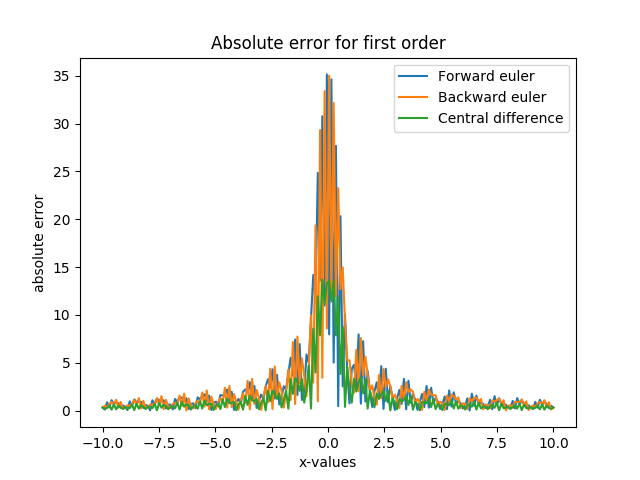 Absolute error for first order
35
30
25
20
15
10
5
0
absolute error
Forward euler
Backward euler
Central difference
−10.0 −7.5 −5.0 −2.5 0.0 2.5 5.0 7.5 10.0
x-values